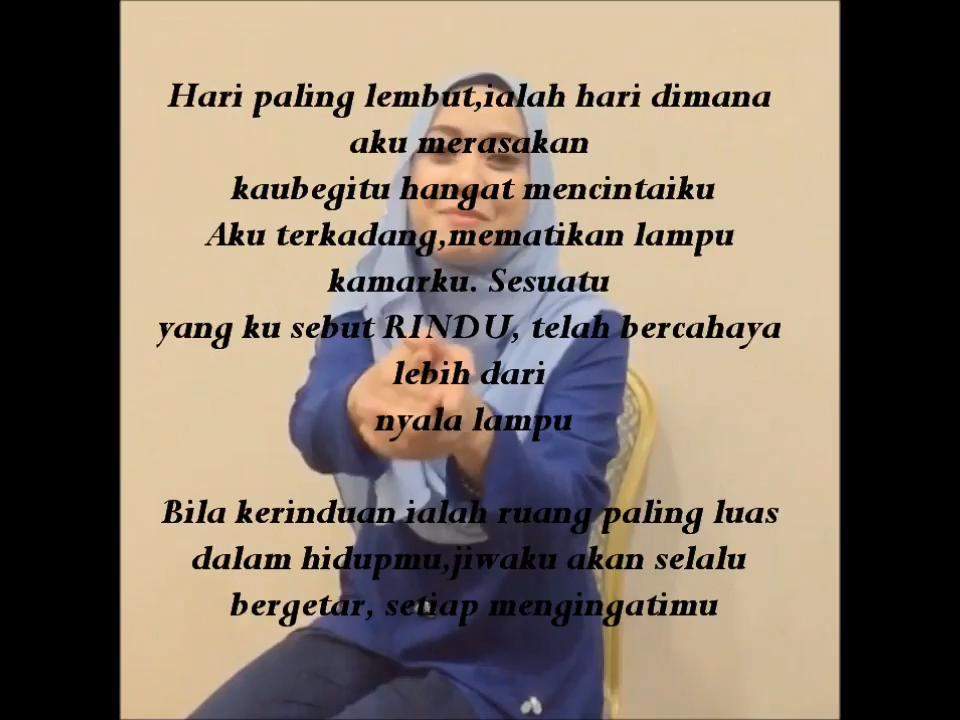 Hari paling lembut,ialah hari dimana
aku merasakan
kaubegitu hangat mencintaiku
Aku terkadang,mematikan lampu
kamarku. Sesuatu
yang ku sebut RINDU, telah bercahaya
lebih dari
nyala lampu
Bila kerinduan ialah ruang paling luas
dalam hidupmu,jiwaku akan selalu
bergetar, setiap mengingatimu